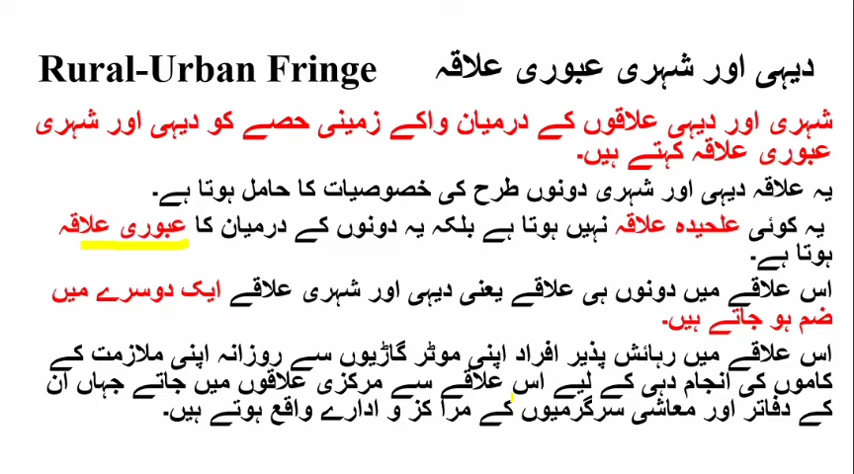 دیہی اور شہری عبوری علاقہ Rural-Urban Fringe
شہری اور دیہی علاقوں کے درمیان واکے زمینی حصے کو دیہی اور شہری
عبوری علاقہ کہتے ہیں۔
یہ علاقہ دیہی اور شہری دونوں طرح کی خصوصیات کا حامل ہوتا ہے۔
یہ کوئی علحیدہ علاقہ نہیں ہوتا ہے بلکہ یہ دونوں کے درمیان کا عبوری علاقہ
ہوتا ہے۔
اس علاقے میں دونوں ہی علاقے یعنی دیہی اور شہری علاقے ایک دوسرے میں
ضم ہو جاتے ہیں۔
اس علاقے میں رہائش پذیر افراد اپنی موٹر گاڑیوں سے روزانہ اپنی ملازمت کے
کاموں کی انجام دہی کے لیے اس علاقے سے مرکزی علاقوں میں جاتے جہاں ان
کے دفاتر اور معاشی سرگرمیوں کے مرا کز و ادارے واقع ہوتے ہیں۔